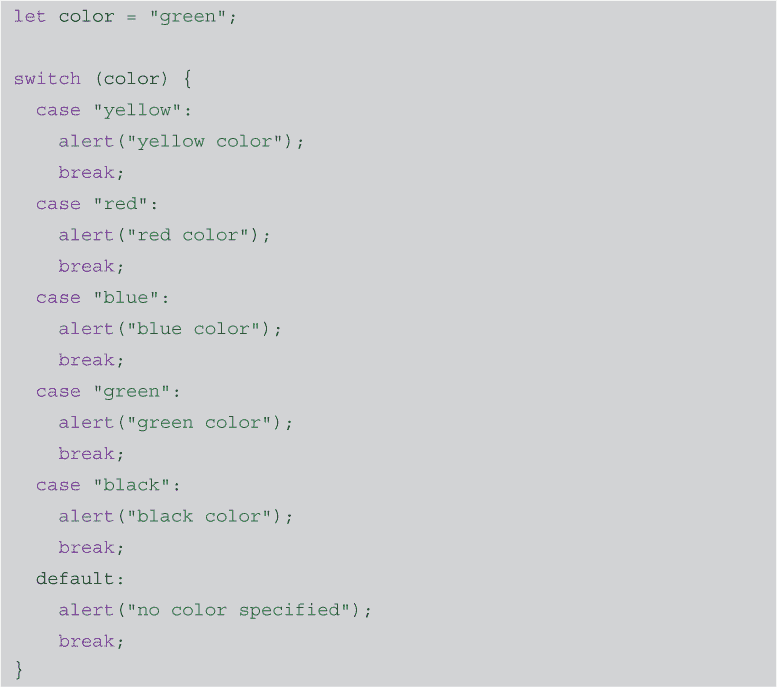 let color = "green";

switch (color) {
  case "yellow":
    alert("yellow color");
    break;
  case "red":
    alert("red color");
    break;
  case "blue":
    alert("blue color");
    break;
  case "green":
    alert("green color");
    break;
  case "black":
    alert("black color");
    break;
  default:
    alert("no color specified");
    break;
}